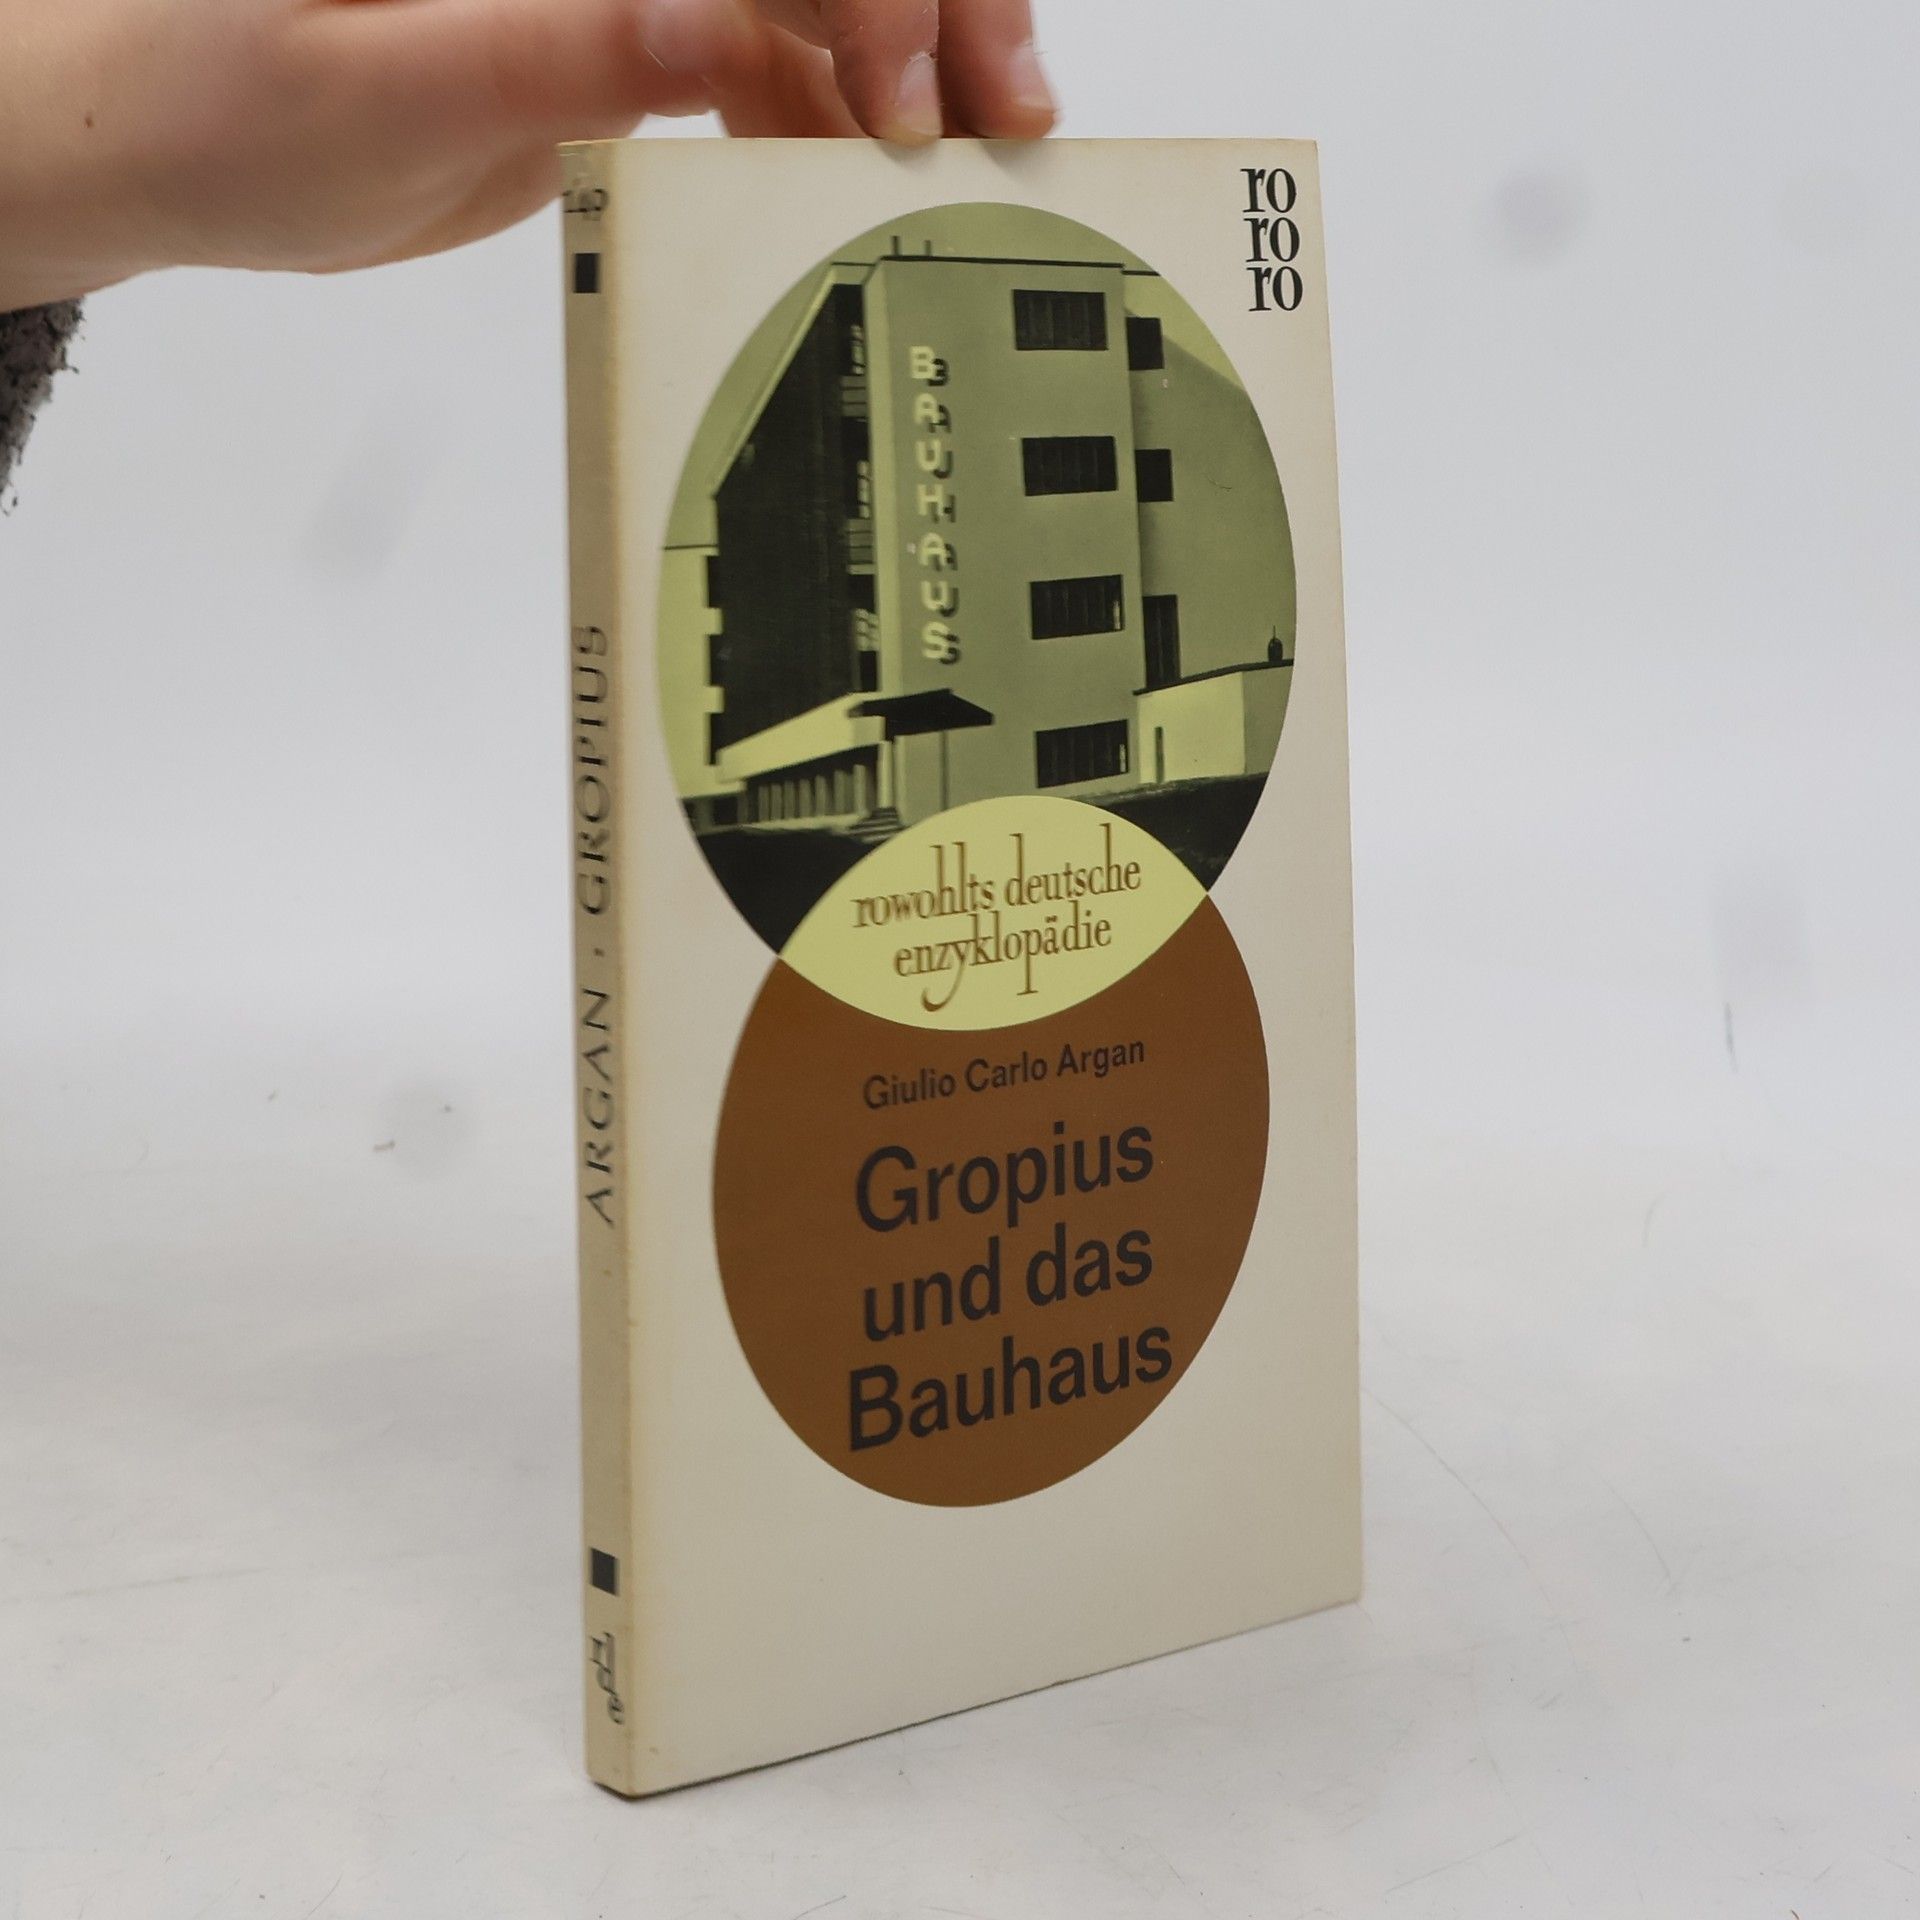 ro
ro
ro
BAUHAUS
rowohlts deutsche
enzyklopädie
Giulio Carlo Argan
Gropius
und das
Bauhaus
ARGAN · GROPIUS
rde